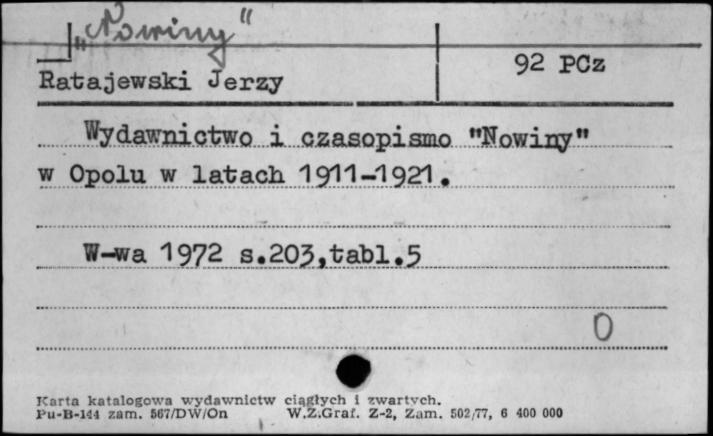 „Nowiny"
92 PCz
Ratajewski Jerzy
Wydawnictwo i czasopismo "Nowiny"
w Opolu w latach 1911-1921.
W-wa 1972 s.203,tabl.5
0
Karta katalogowa wydawnictw ciągłych i zwartych.
Pu-B-144 zam. 567/DW/On W.Z.Graf. Z-2, Zam. 502/77, 6 400 000